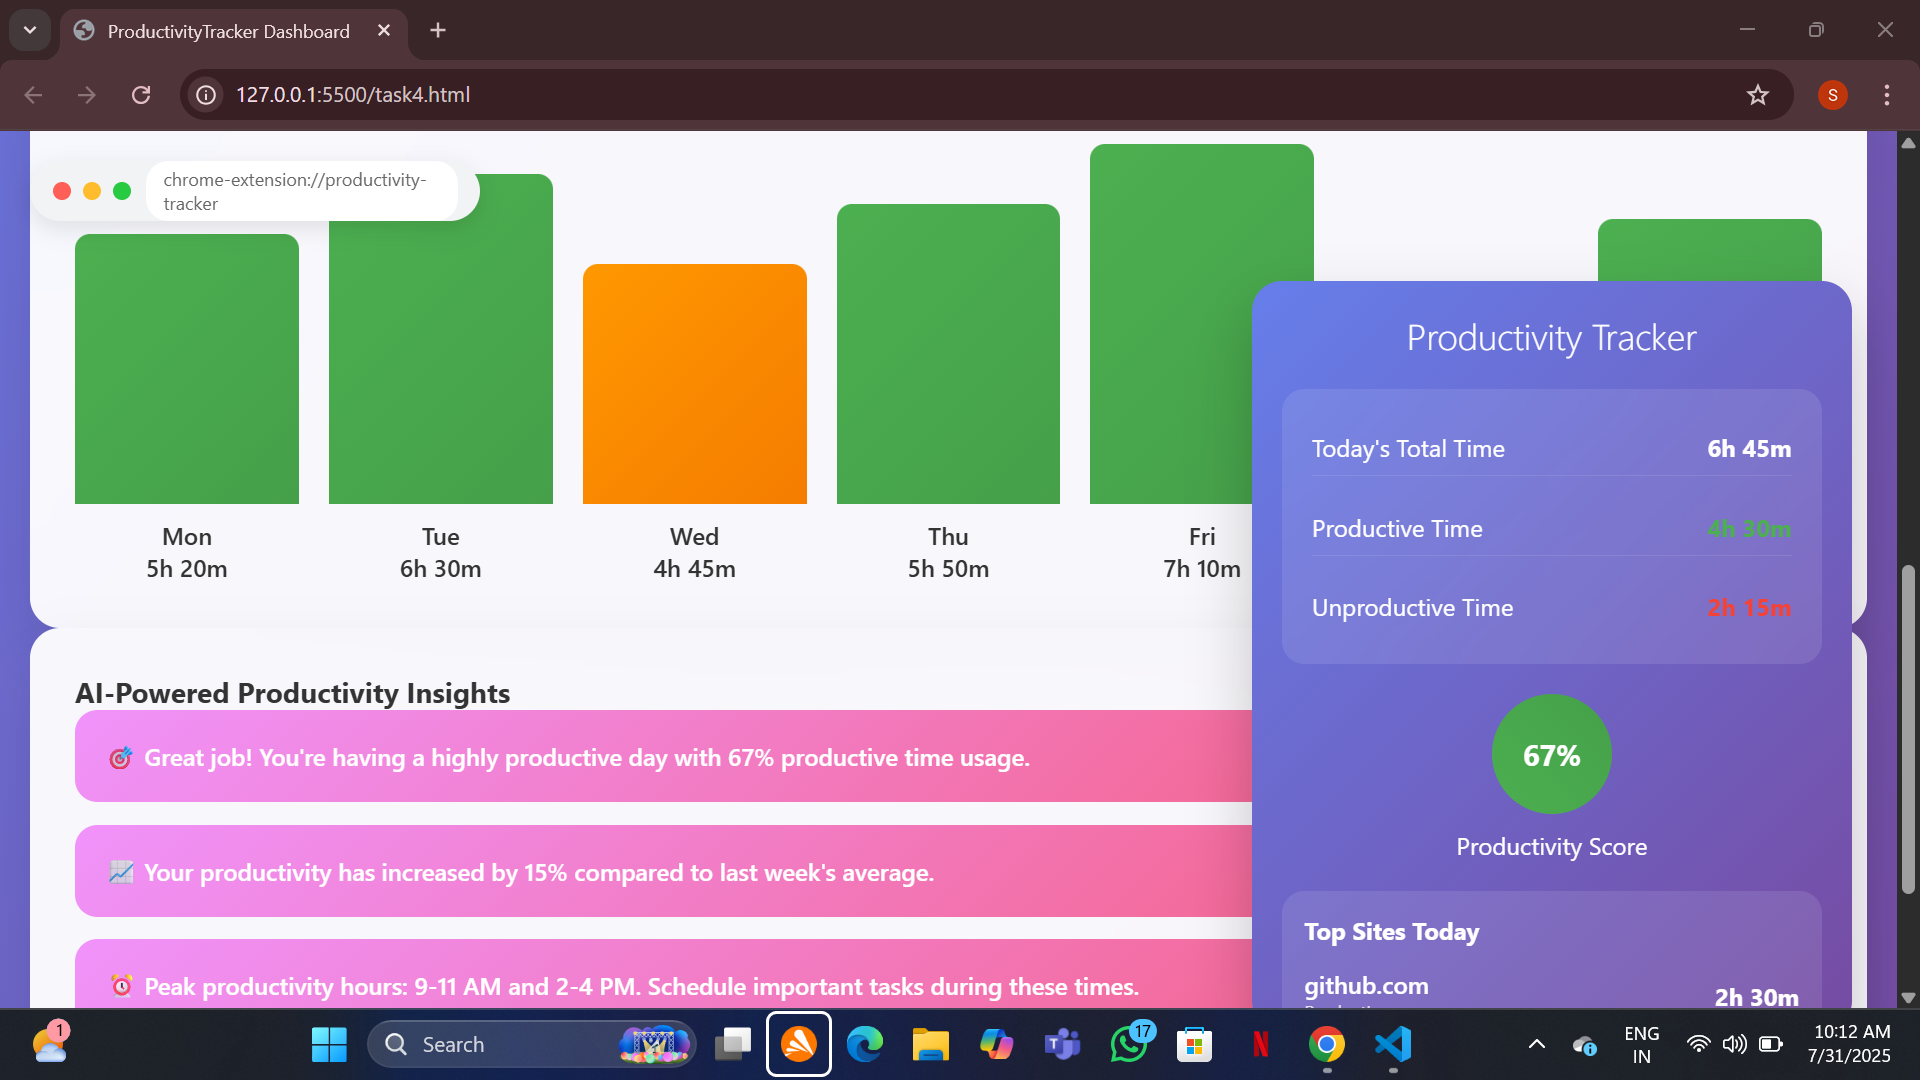 ProductivityTracker Dashboard
127.0.0.1:5500/task4.html
S
chrome-extension://productivity-
tracker
Mon
5h 20m
Tue
6h 30m
Wed
4h 45m
Thu
5h 50m
Fri
7h 10m
Productivity Tracker
Today's Total Time 6h 45m
Productive Time 4h 30m
Unproductive Time 2h 15m
67%
Productivity Score
Top Sites Today
github.com
2h 30m
AI-Powered Productivity Insights
Great job! You're having a highly productive day with 67% productive time usage.
Your productivity has increased by 15% compared to last week's average.
Peak productivity hours: 9-11 AM and 2-4 PM. Schedule important tasks during these times.
1
Search
17
ENG
IN
10:12 AM
7/31/2025